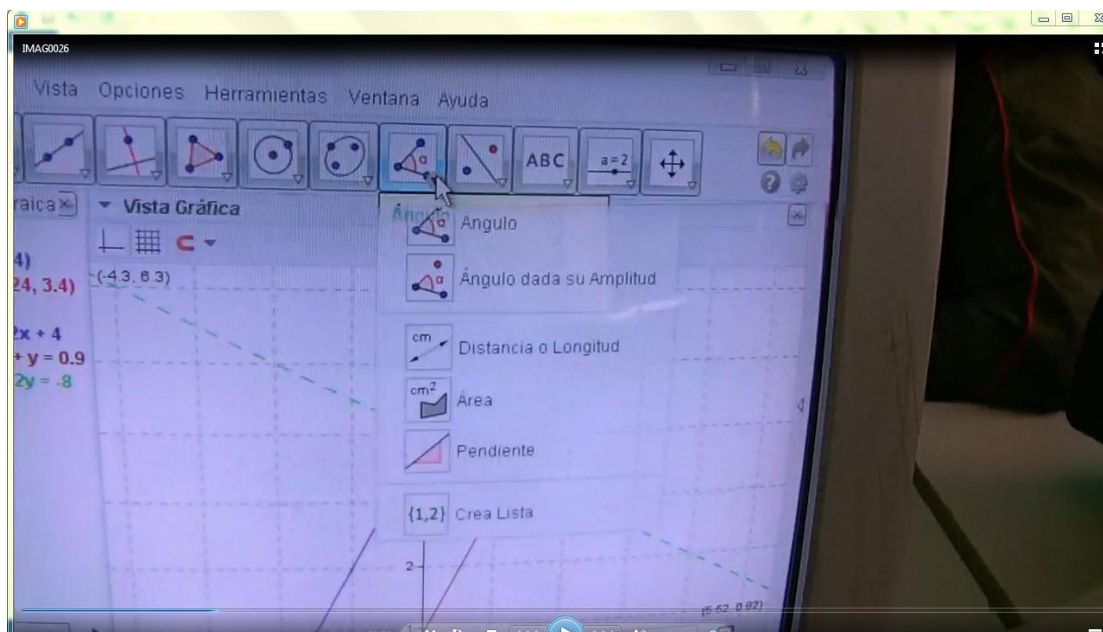 IMAG0026
Vista Opciones Herramientas Ventana Ayuda
ABC
a=2
Vista Gráfica
Ángulo
Ángulo dada su Amplitud
cm
Distancia o Longitud
cm²
Área
Pendiente
{1,2}
Crea Lista
4)
24, 3.4)
2x + 4
+ y = 0.9
2y = -8
(-4.3, 6.3)
2
(5.52, 0.82)